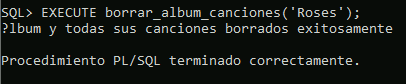 SQL> EXECUTE borrar_album_canciones('Roses');
?lbum y todas sus canciones borrados exitosamente
Procedimiento PL/SQL terminado correctamente.